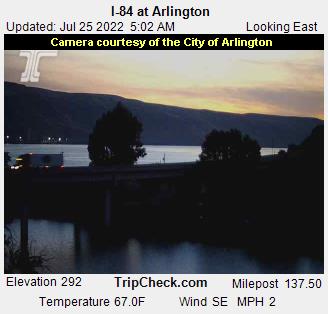 I-84 at Arlington
Updated: Jul 25 2022 5:02 AM Looking East
Camera courtesy of the City of Arlington
Elevation 292 TripCheck.com Milepost 137.50
Temperature 67.0F Wind SE MPH 2